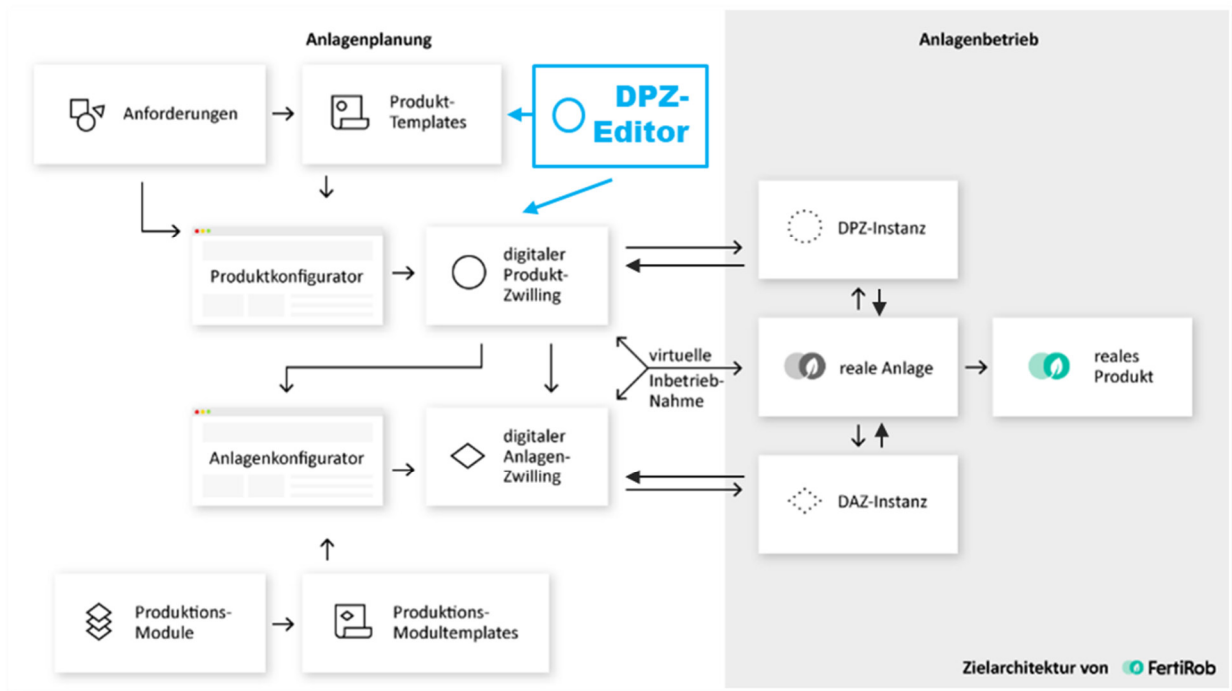 Anlagenplanung
Anlagenbetrieb
Anforderungen
Produkt-
Templates
DPZ-
Editor
Produktkonfigurator
digitaler
Produkt-
Zwilling
DPZ-Instanz
virtuelle
Inbetrieb-
Nahme
reale Anlage
reales
Produkt
Anlagenkonfigurator
digitaler
Anlagen-
Zwilling
DAZ-Instanz
Produktions-
Module
Produktions-
Modultemplates
Zielarchitektur von FertiRob